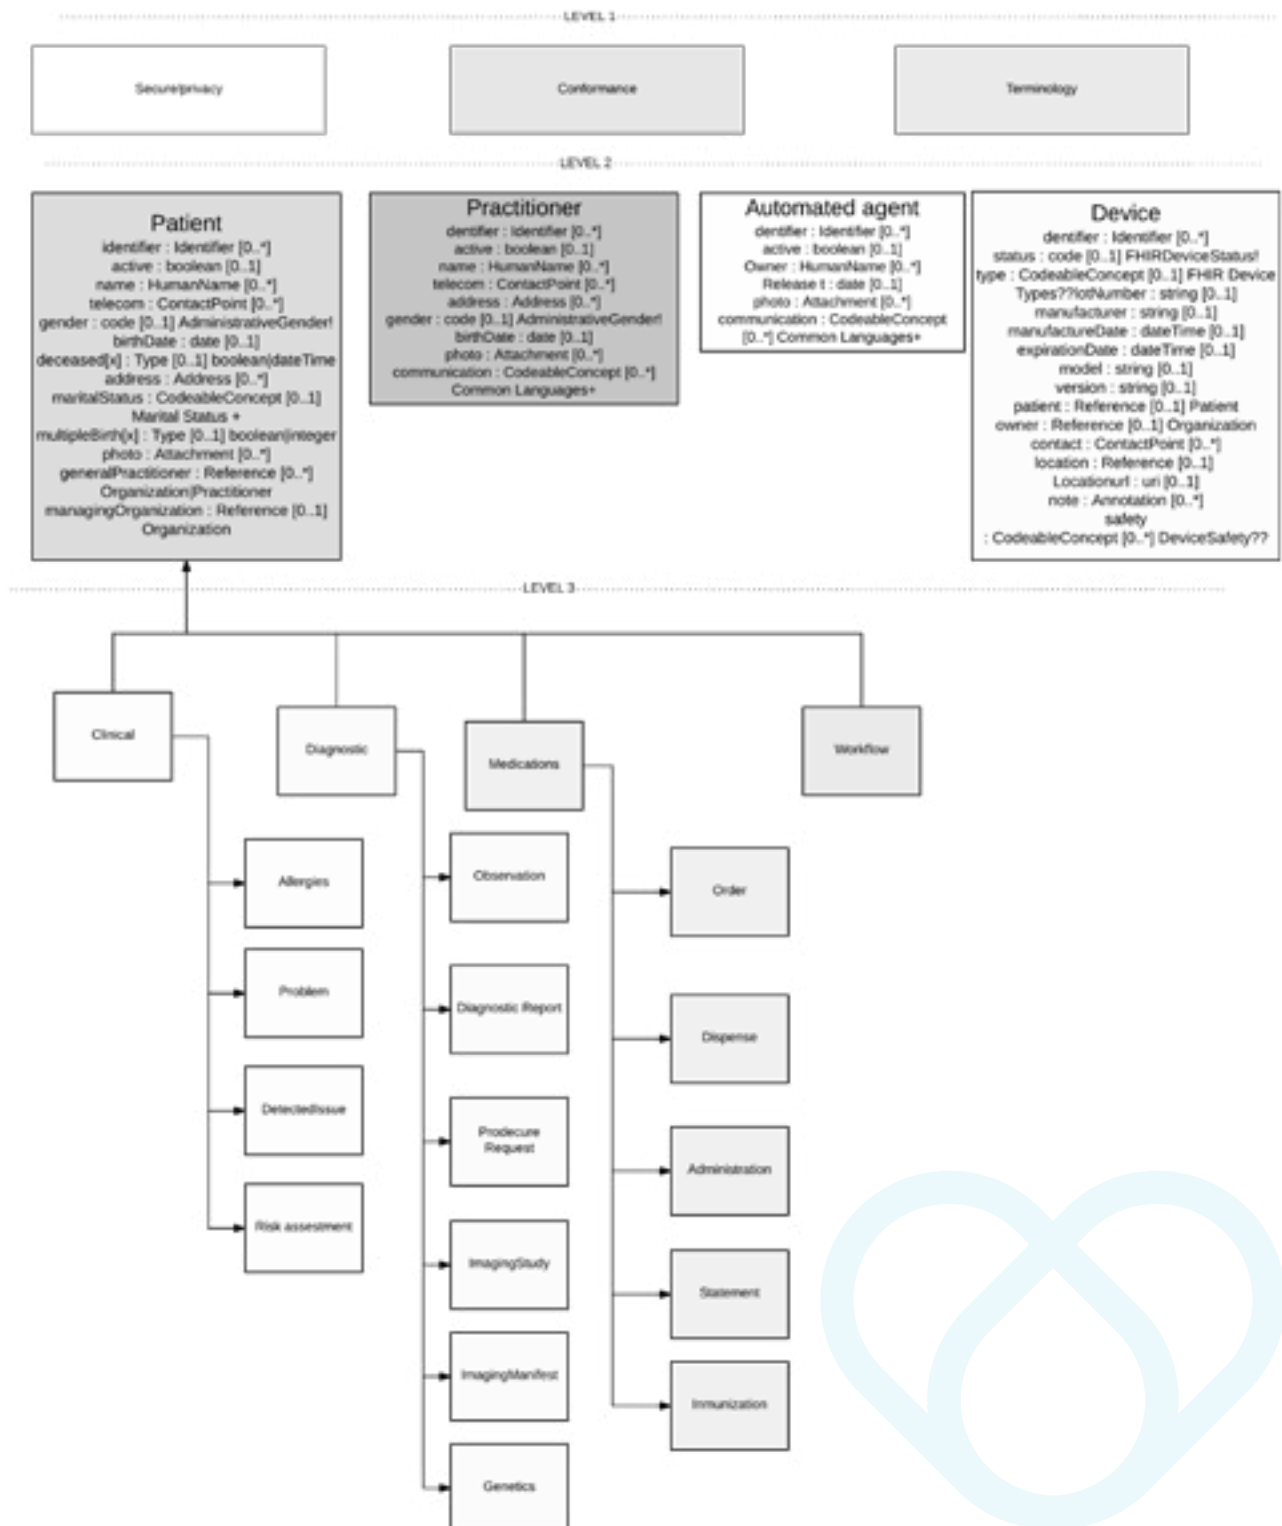 LEVEL 1
Secure/privacy
Conformance
Terminology
LEVEL 2
Patient
identifier : Identifier [0..*]
active : boolean [0..1]
name : HumanName [0..*]
telecom : ContactPoint [0..*]
gender : code [0..1] AdministrativeGender!
birthDate : date [0..1]
deceased[x] : Type [0..1] boolean|dateTime
address : Address [0..*]
maritalStatus : CodeableConcept [0..1]
Marital Status +
multipleBirth[x] : Type [0..1] boolean|integer
photo : Attachment [0..*]
generalPractitioner : Reference [0..*]
Organization|Practitioner
managingOrganization : Reference [0..1]
Organization
Practitioner
dentifier : Identifier [0..*]
active : boolean [0..1]
name : HumanName [0..*]
telecom : ContactPoint [0..*]
address : Address [0..*]
gender : code [0..1] AdministrativeGender!
birthDate : date [0..1]
photo : Attachment [0..*]
communication : CodeableConcept [0..*]
Common Languages+
Automated agent
dentifier : Identifier [0..*]
active : boolean [0..1]
Owner : HumanName [0..*]
Release t : date [0..1]
photo : Attachment [0..*]
communication : CodeableConcept
[0..*] Common Languages+
Device
dentifier : Identifier [0..*]
status : code [0..1] FHIRDeviceStatus!
type : CodeableConcept [0..1] FHIR Device
Types??lotNumber : string [0..1]
manufacturer : string [0..1]
manufactureDate : dateTime [0..1]
expirationDate : dateTime [0..1]
model : string [0..1]
version : string [0..1]
patient : Reference [0..1] Patient
owner : Reference [0..1] Organization
contact : ContactPoint [0..*]
location : Reference [0..1]
Locationurl : uri [0..1]
note : Annotation [0..*]
safety
: CodeableConcept [0..*] DeviceSafety??
LEVEL 3
Clinical
Diagnostic
Medications
Workflow
Allergies
Problem
DetectedIssue
Risk assestment
Observation
Diagnostic Report
Prodecure
Request
ImagingStudy
ImagingManifest
Genetics
Order
Dispense
Administration
Statement
Inmunization